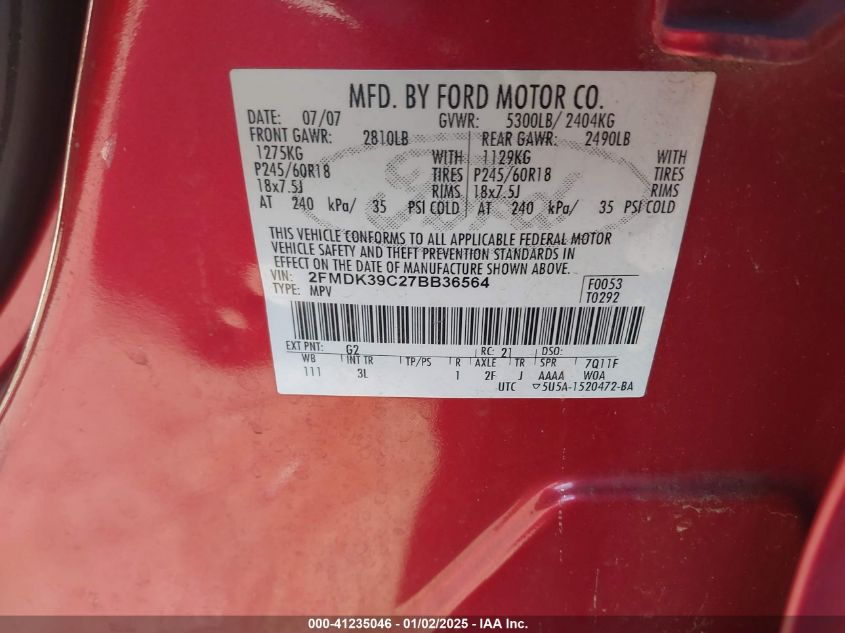 MFD. BY FORD MOTOR CO.
DATE: 07/07 GVWR: 5300LB/ 2404KG
FRONT GAWR: 2810LB REAR GAWR: 2490LB
1275KG WITH 1129KG WITH
P245/60R18 TIRES P245/60R18 TIRES
18x7.5J RIMS 18x7.5J RIMS
AT 240 kPa/ 35 PSI COLD AT 240 kPa/ 35 PSI COLD
THIS VEHICLE CONFORMS TO ALL APPLICABLE FEDERAL MOTOR
VEHICLE SAFETY AND THEFT PREVENTION STANDARDS IN
EFFECT ON THE DATE OF MANUFACTURE SHOWN ABOVE.
VIN: 2FMDK39C27BB36564 F0053
TYPE: MPV T0292
EXT PNT: G2 RC: 21 DSO:
WB INT TR TP/PS R AXLE TR SPR 7Q11F
111 3L 1 2F J AAAA W0A
UTC ▽5U5A-1520472-BA
000-41235046 - 01/02/2025 - IAA Inc.